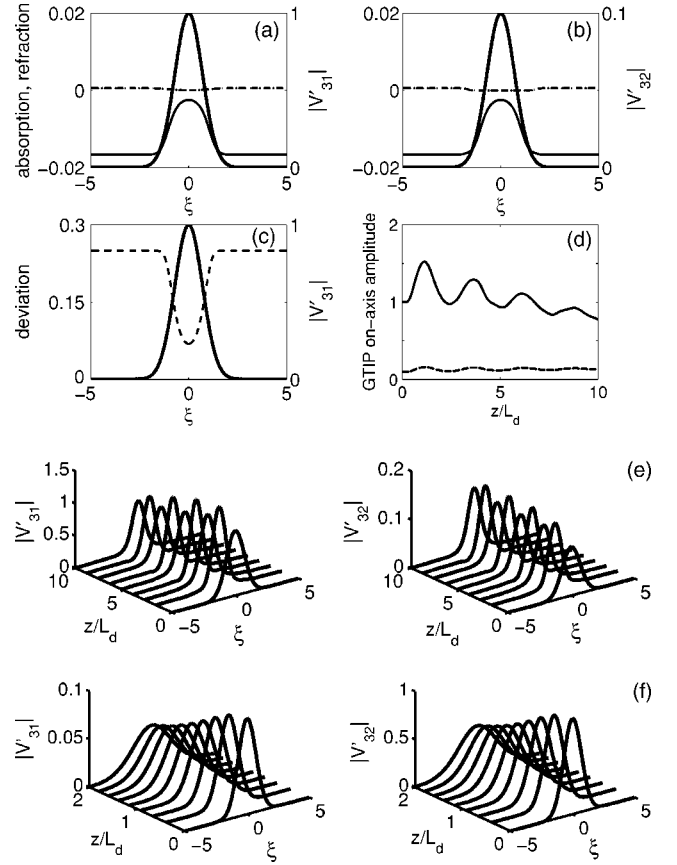 0.02 (a) 1
absorption, refraction 0 |V'31|
−0.02 0
−5 0 5
ξ
0.02 (b) 0.1
0 |V'32|
−0.02 0
−5 0 5
ξ
0.3 (c) 1
deviation 0.15 |V'31|
0 0
−5 0 5
ξ
2 (d)
GTIP on−axis amplitude 1
0
0 5 10
z/Ld
1.5
|V'31| 1
0.5
0
10
z/Ld 5
0 −5 0 5
ξ
0.2 (e)
|V'32| 0.1
0
10
z/Ld 5
0 −5 0 5
ξ
0.1
|V'31| 0.05
0
2
z/Ld 1
0 −5 0 5
ξ
1 (f)
|V'32| 0.5
0
2
z/Ld 1
0 −5 0 5
ξ